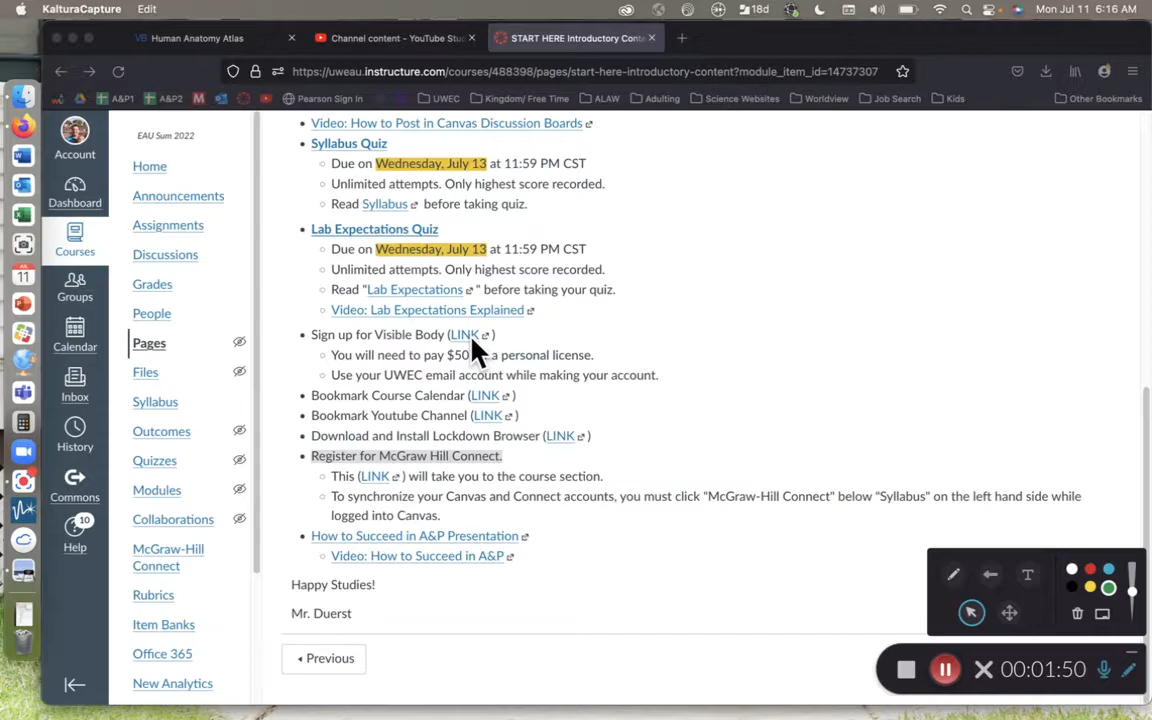 KalturaCapture Edit 18d Mon Jul 11 6:16 AM
Human Anatomy Atlas Channel content - YouTube Stu START HERE Introductory Conte
https://uweau.instructure.com/courses/488398/pages/start-here-introductory-content?module_item_id=14737307
A&P1 A&P2 Pearson Sign In UWEC Kingdom/ Free Time ALAW Adulting Science Websites Worldview Job Search Kids Other Bookmarks
EAU Sum 2022
Account
Dashboard
Courses
Groups
Calendar
Inbox
History
Commons
10
Help
Home
Announcements
Assignments
Discussions
Grades
People
Pages
Files
Syllabus
Outcomes
Quizzes
Modules
Collaborations
McGraw-Hill
Connect
Rubrics
Item Banks
Office 365
New Analytics
Video: How to Post in Canvas Discussion Boards
Syllabus Quiz
Due on Wednesday, July 13 at 11:59 PM CST
Unlimited attempts. Only highest score recorded.
Read Syllabus before taking quiz.
Lab Expectations Quiz
Due on Wednesday, July 13 at 11:59 PM CST
Unlimited attempts. Only highest score recorded.
Read "Lab Expectations " before taking your quiz.
Video: Lab Expectations Explained
Sign up for Visible Body (LINK )
You will need to pay $50 a personal license.
Use your UWEC email account while making your account.
Bookmark Course Calendar (LINK )
Bookmark Youtube Channel (LINK )
Download and Install Lockdown Browser (LINK )
Register for McGraw Hill Connect.
This (LINK ) will take you to the course section.
To synchronize your Canvas and Connect accounts, you must click "McGraw-Hill Connect" below "Syllabus" on the left hand side while
logged into Canvas.
How to Succeed in A&P Presentation
Video: How to Succeed in A&P
Happy Studies!
Mr. Duerst
Previous
T
00:01:50